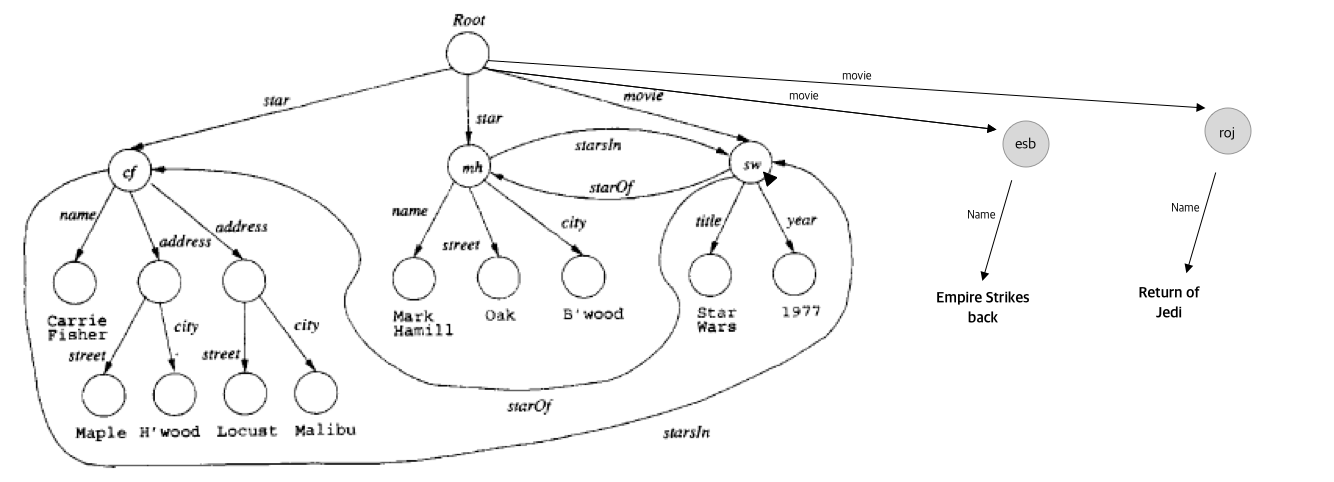 Root
movie
movie
star
star
movie
esb
roj
starsIn
cf
mh
sw
starOf
name
address
address
name
street
city
title
year
Name
Name
Carrie
Fisher
Mark
Hamill
Oak
B'wood
Star
Wars
1977
Empire Strikes
back
Return of
Jedi
street
city
street
city
Maple
H'wood
Locust
Malibu
starOf
starsIn